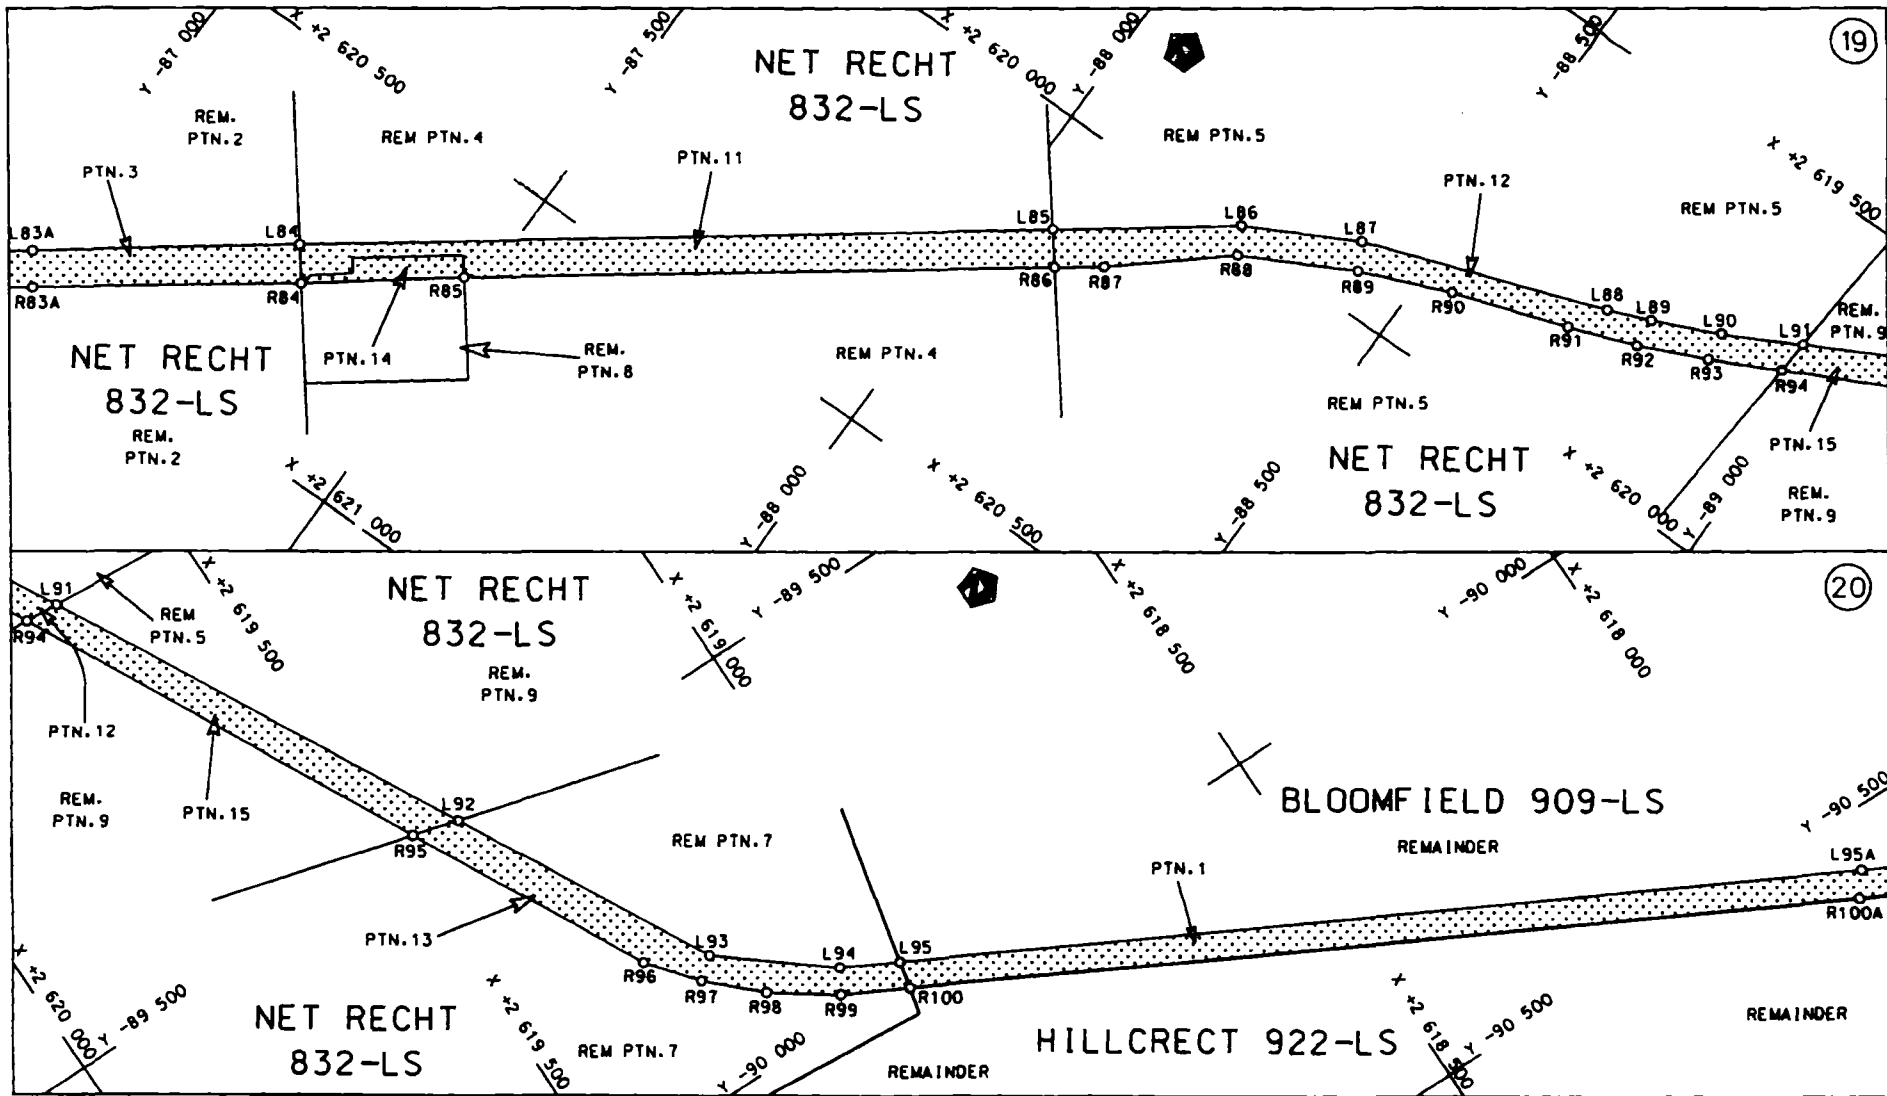 Y -87 000
X +2 620 500
Y -87 500
X +2 620 000
Y -88 000
Y -88 500
19
NET RECHT
832-LS
REM.
PTN.2
REM PTN.4
PTN.11
REM PTN.5
X +2 619 500
PTN.3
PTN.12
REM PTN.5
L83A
L84
L85
L86
L87
L88
L89
L90
L91
REM.
PTN.9
R83A
R84
R85
R86
R87
R88
R89
R90
R91
R92
R93
R94
NET RECHT
832-LS
PTN.14
REM.
PTN.8
REM PTN.4
REM PTN.5
PTN.15
REM.
PTN.2
NET RECHT
832-LS
X +2 621 000
Y -88 000
X +2 620 500
Y -88 500
X +2 620 000
Y -89 000
REM.
PTN.9
L91
R94
REM
PTN.5
X +2 619 500
NET RECHT
832-LS
REM.
PTN.9
X +2 619 000
Y -89 500
X +2 618 500
Y -90 000
X +2 618 000
20
PTN.12
REM.
PTN.9
PTN.15
L92
R95
REM PTN.7
BLOOMFIELD 909-LS
REMAINDER
Y -90 500
PTN.1
L95A
R100A
PTN.13
L93
L94
L95
R96
R97
R98
R99
R100
X +2 620 000
Y -89 500
NET RECHT
832-LS
X +2 619 500
REM PTN.7
Y -90 000
REMAINDER
HILLCRECT 922-LS
X +2 618 500
Y -90 500
REMAINDER